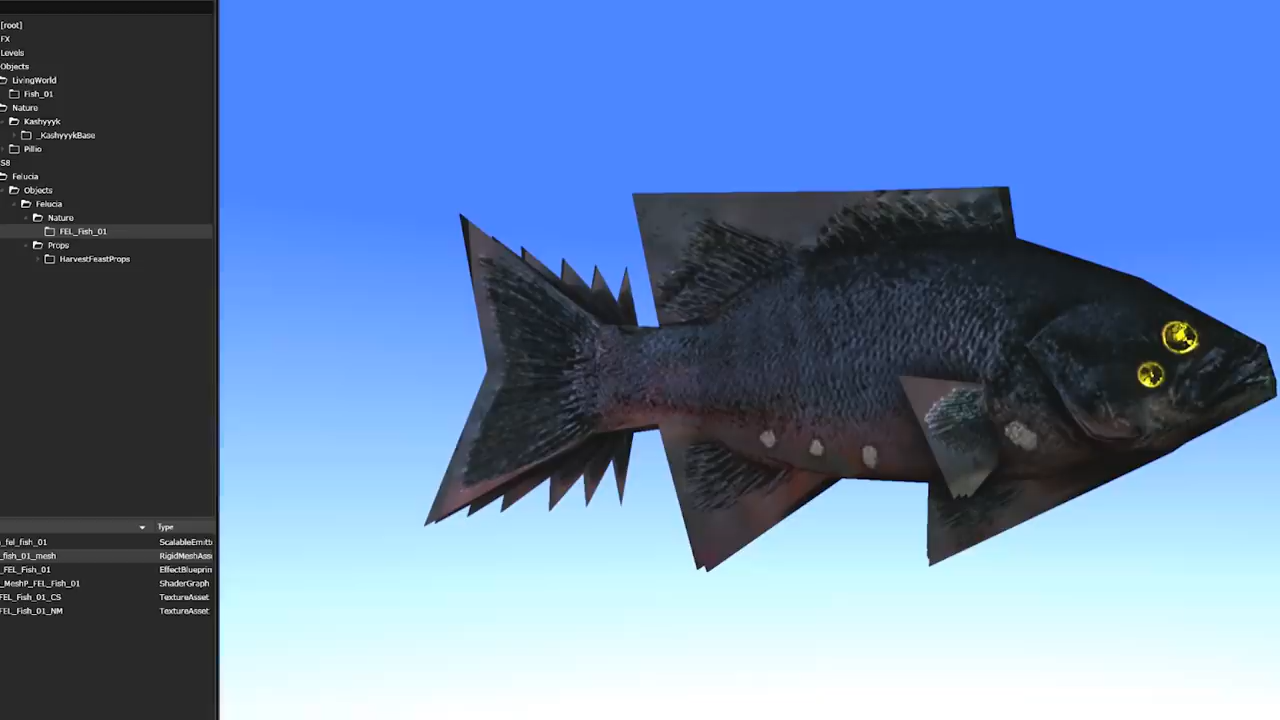 [root]
FX
Levels
Objects
LivingWorld
Fish_01
Nature
Kashyyyk
_KashyyykBase
Pillio
S8
Felucia
Objects
Felucia
Nature
FEL_Fish_01
Props
HarvestFeastProps
Type
_fel_fish_01 ScalableEmitt
_fish_01_mesh RigidMeshAss
_FEL_Fish_01 EffectBlueprin
_MeshP_FEL_Fish_01 ShaderGraph
FEL_Fish_01_CS TextureAsset
FEL_Fish_01_NM TextureAsset